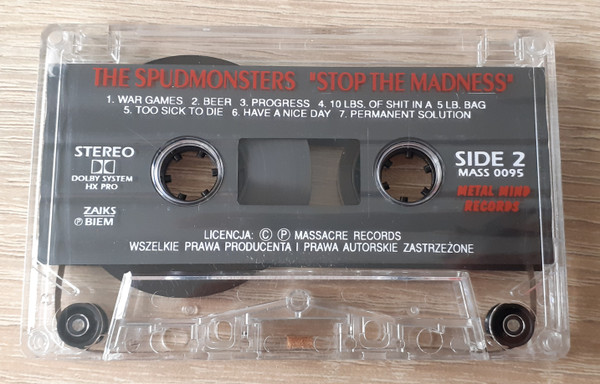 THE SPUDMONSTERS "STOP THE MADNESS"
1. WAR GAMES 2. BEER 3. PROGRESS 4. 10 LBS. OF SHIT IN A 5 LB. BAG
5. TOO SICK TO DIE 6. HAVE A NICE DAY 7. PERMANENT SOLUTION
STEREO
DOLBY SYSTEM
HX PRO
ZAIKS
Ⓟ BIEM
SIDE 2
MASS 0095
METAL MIND
RECORDS
LICENCJA: Ⓒ Ⓟ MASSACRE RECORDS
WSZELKIE PRAWA PRODUCENTA I PRAWA AUTORSKIE ZASTRZEŻONE